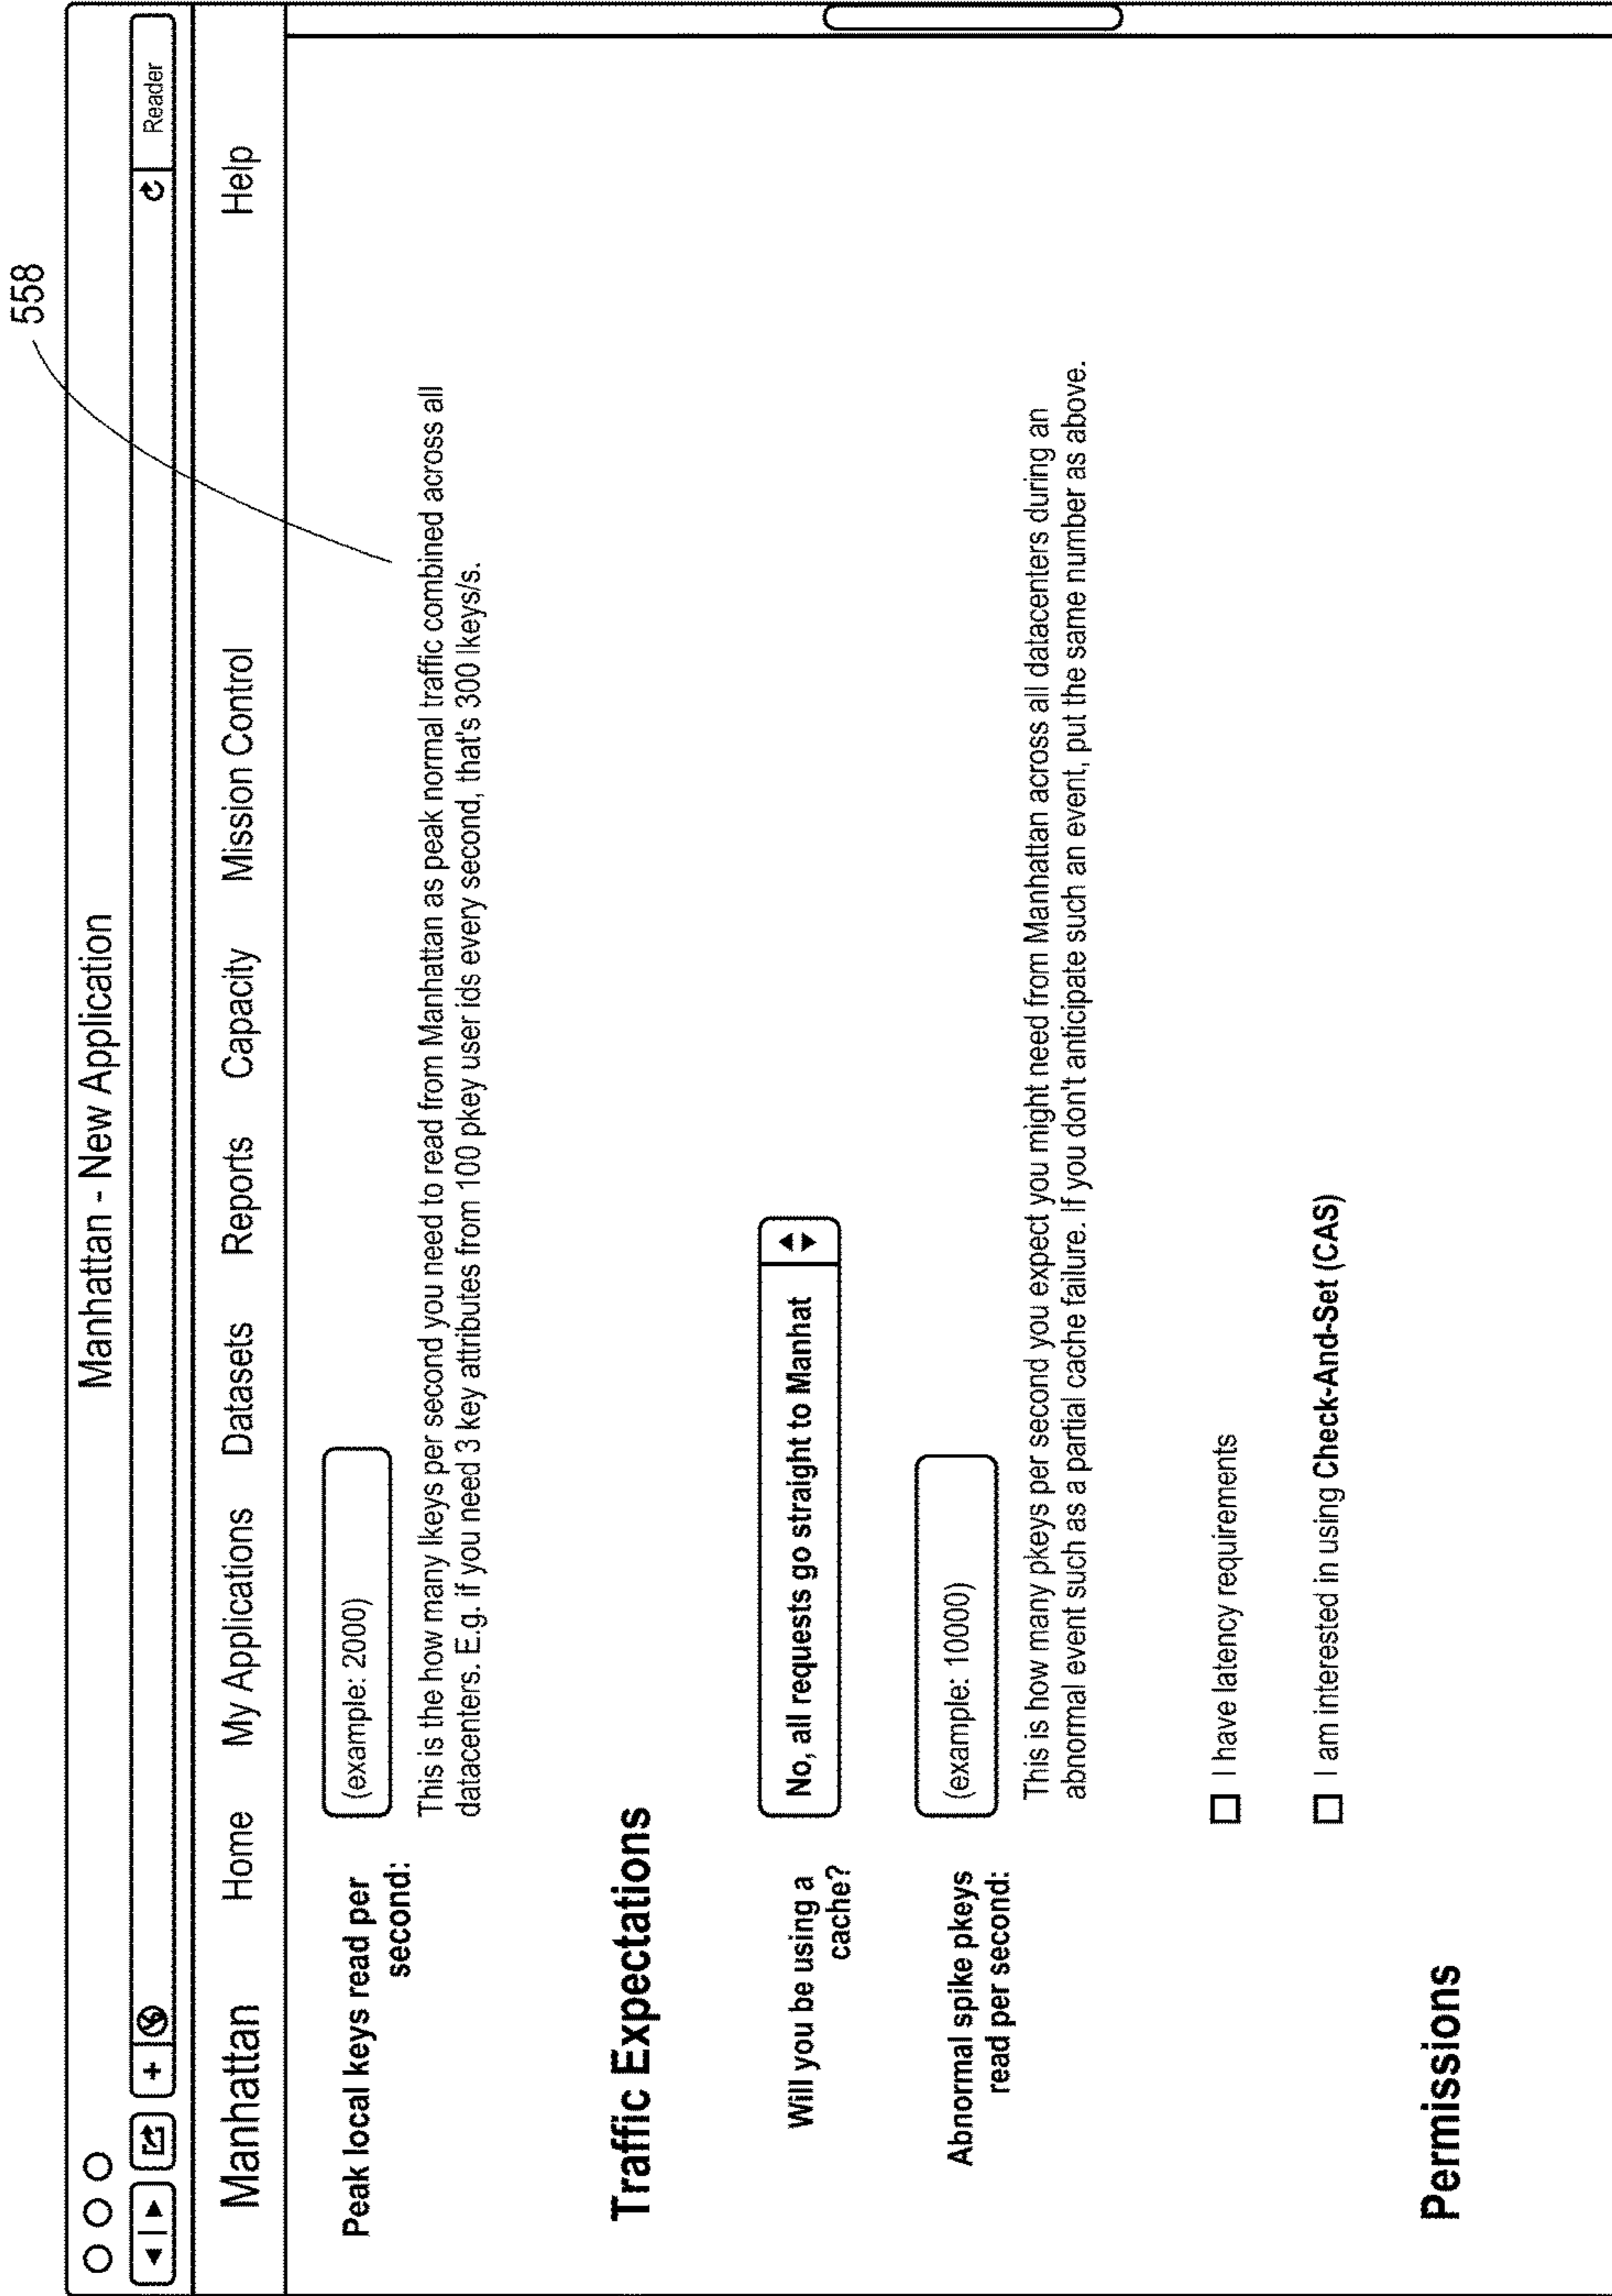 558
Manhattan - New Application
Reader
Manhattan Home My Applications Datasets Reports Capacity Mission Control Help
Peak local keys read per
second:
(example: 2000)
This is the how many lkeys per second you need to read from Manhattan as peak normal traffic combined across all
datacenters. E.g. if you need 3 key attributes from 100 pkey user ids every second, that's 300 lkeys/s.
Traffic Expectations
Will you be using a
cache?
No, all requests go straight to Manhat
Abnormal spike pkeys
read per second:
(example: 10000)
This is how many pkeys per second you expect you might need from Manhattan across all datacenters during an
abnormal event such as a partial cache failure. If you don't anticipate such an event, put the same number as above.
I have latency requirements
I am interested in using Check-And-Set (CAS)
Permissions